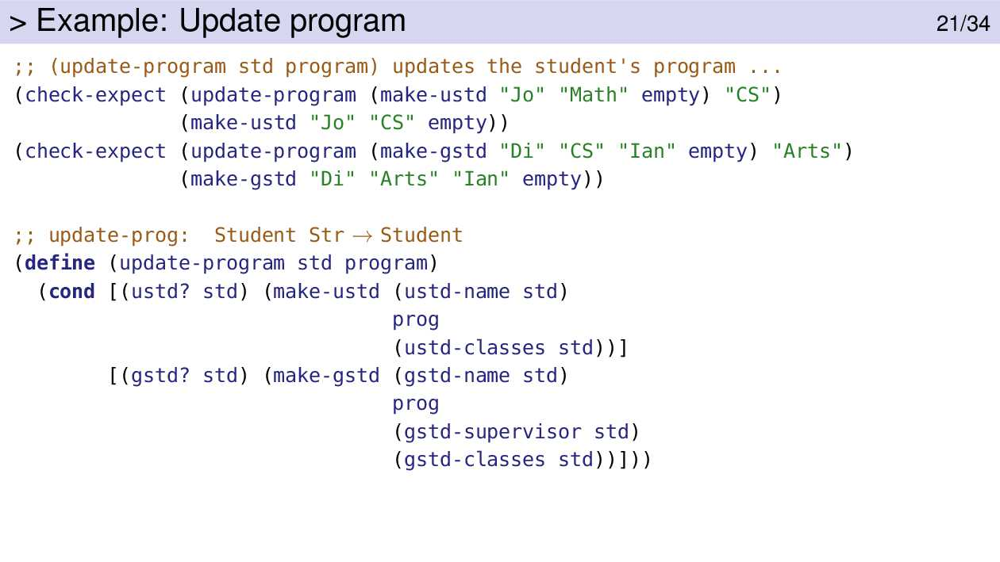 > Example: Update program 21/34
;; (update-program std program) updates the student's program ...
(check-expect (update-program (make-ustd "Jo" "Math" empty) "CS")
              (make-ustd "Jo" "CS" empty))
(check-expect (update-program (make-gstd "Di" "CS" "Ian" empty) "Arts")
              (make-gstd "Di" "Arts" "Ian" empty))
;; update-prog:  Student Str → Student
(define (update-program std program)
  (cond [(ustd? std) (make-ustd (ustd-name std)
                                prog
                                (ustd-classes std))]
        [(gstd? std) (make-gstd (gstd-name std)
                                prog
                                (gstd-supervisor std)
                                (gstd-classes std))]))